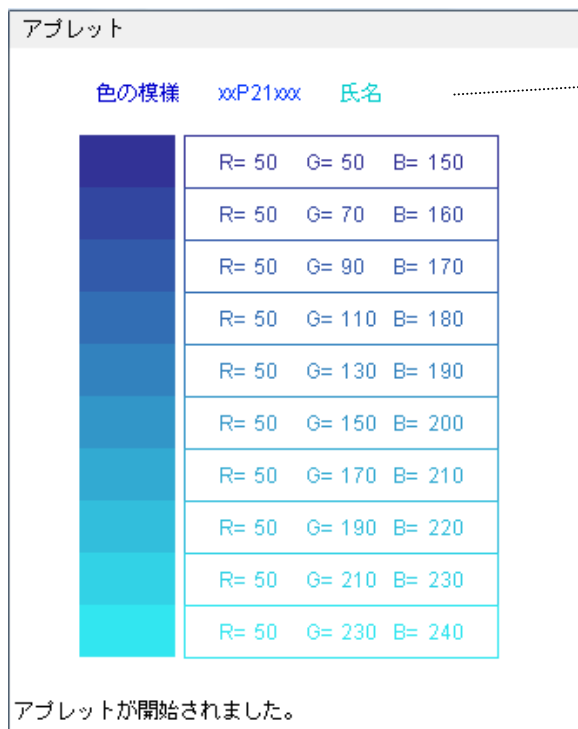 アプレット
色の模様 xxP21xxx 氏名
R= 50 G= 50 B= 150
R= 50 G= 70 B= 160
R= 50 G= 90 B= 170
R= 50 G= 110 B= 180
R= 50 G= 130 B= 190
R= 50 G= 150 B= 200
R= 50 G= 170 B= 210
R= 50 G= 190 B= 220
R= 50 G= 210 B= 230
R= 50 G= 230 B= 240
アプレットが開始されました。